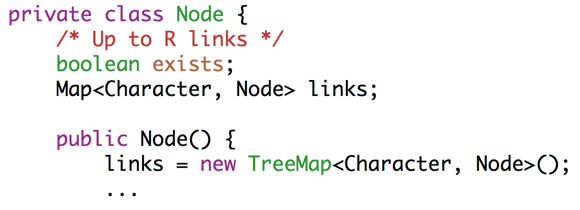 private class Node {
/* Up to R links */
boolean exists;
Map<Character, Node> links;
public Node() {
links = new TreeMap<Character, Node>();
...